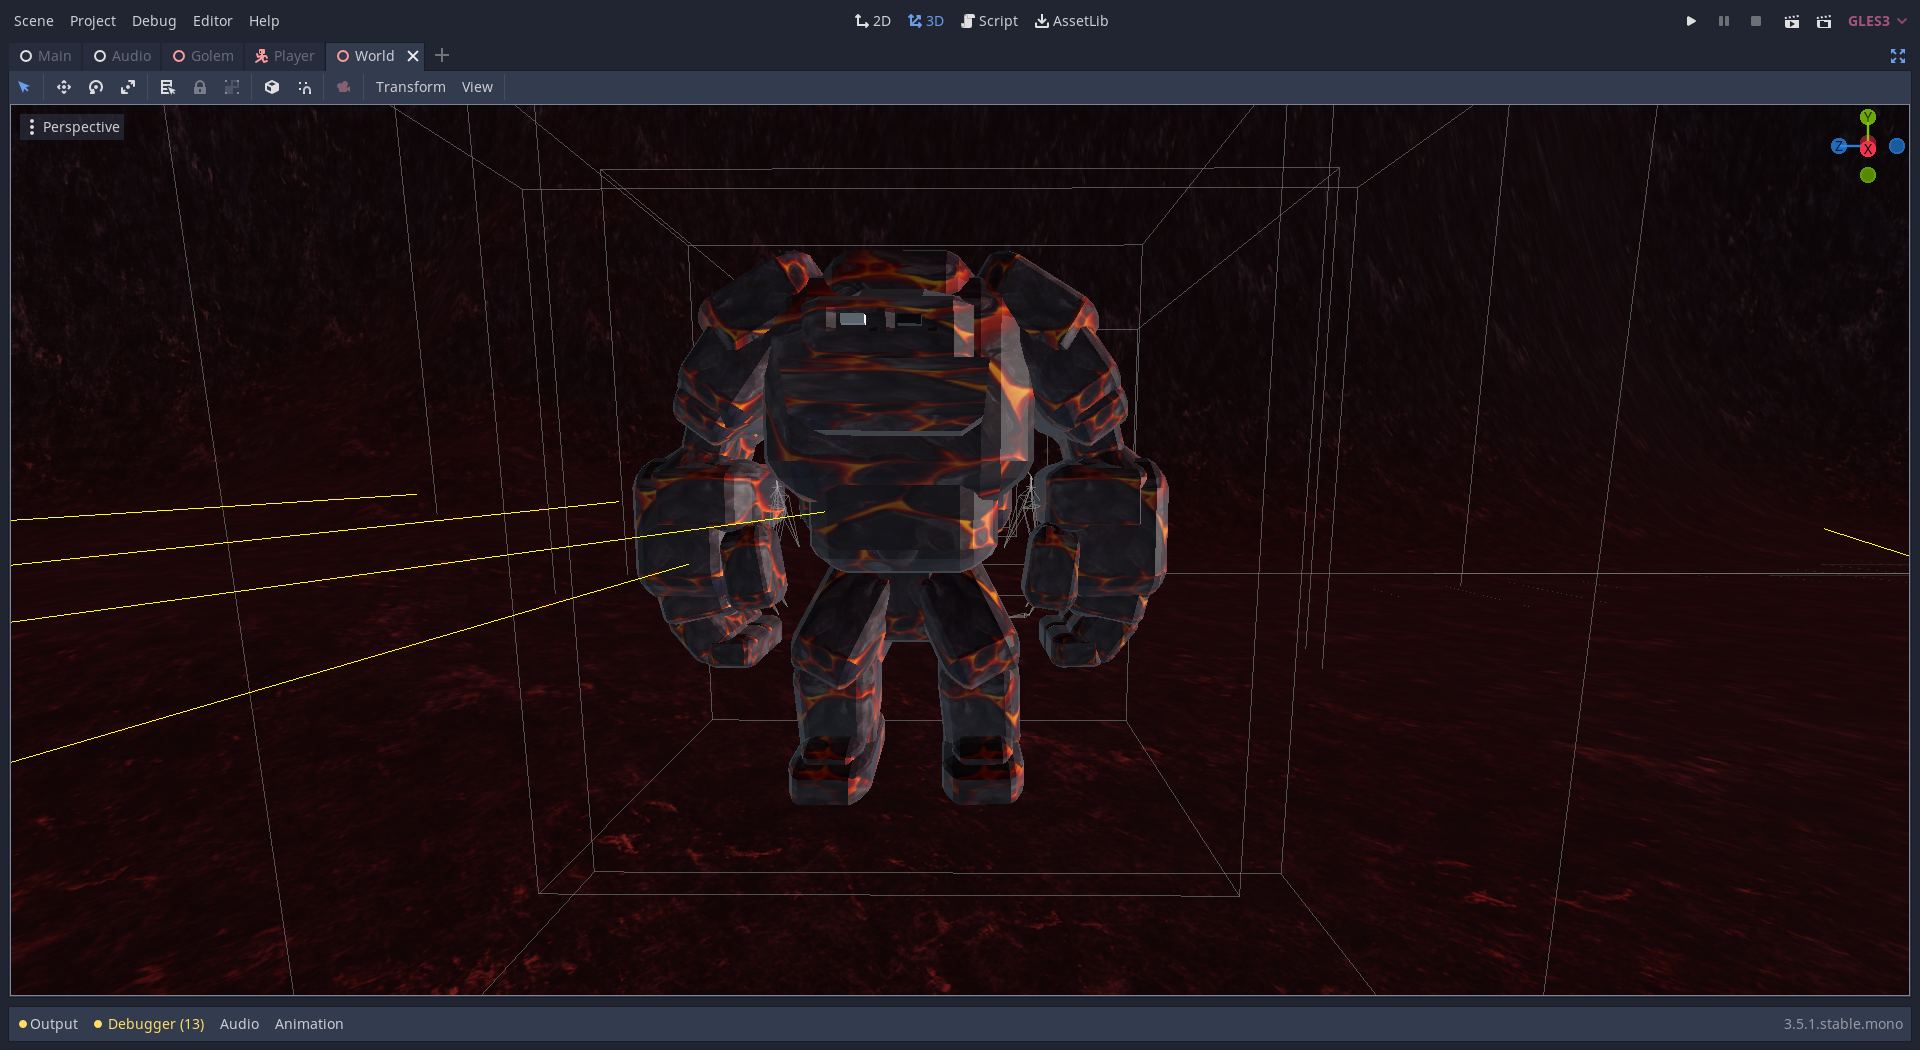 Scene Project Debug Editor Help 2D 3D Script AssetLib GLES3
Main Audio Golem Player World
Transform View
Perspective
Y
Z X
Output Debugger (13) Audio Animation 3.5.1.stable.mono